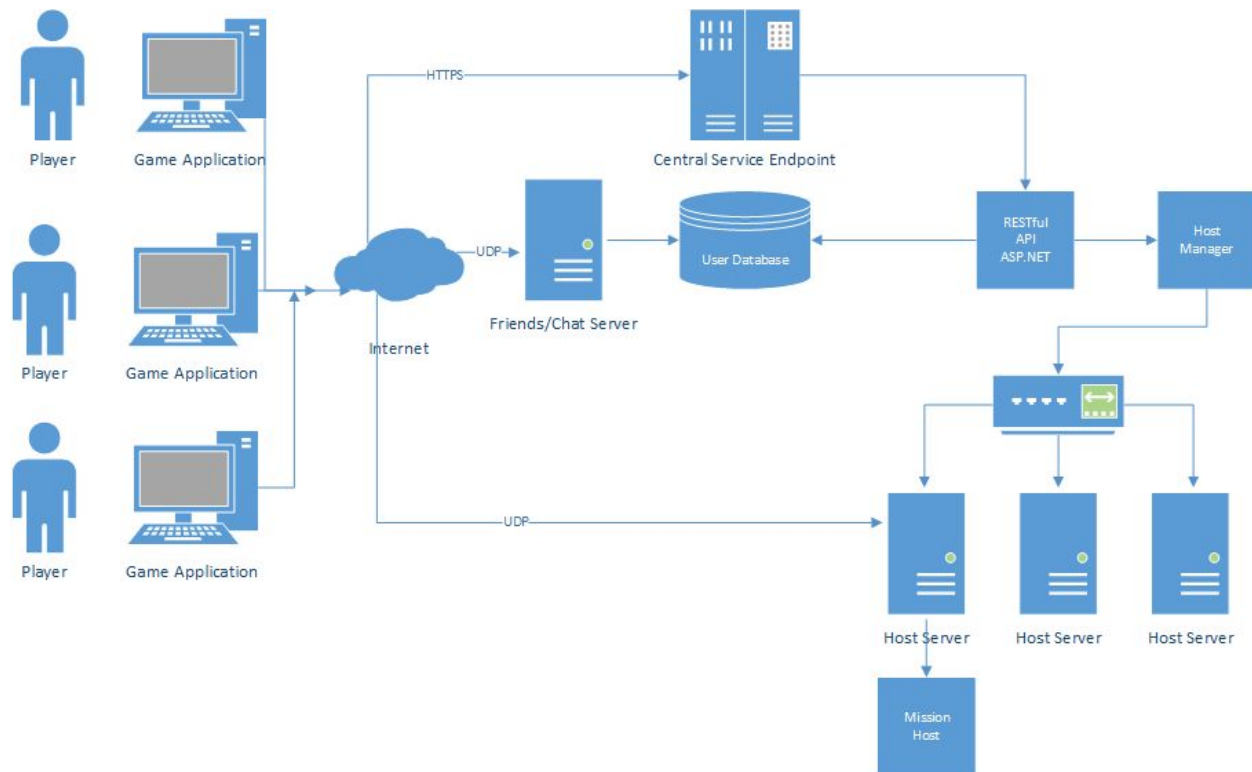 HTTPS
Player
Game Application
Central Service Endpoint
UDP
User Database
RESTful
API
ASP.NET
Host
Manager
Friends/Chat Server
Internet
Player
Game Application
UDP
Player
Game Application
Host Server
Host Server
Host Server
Mission
Host